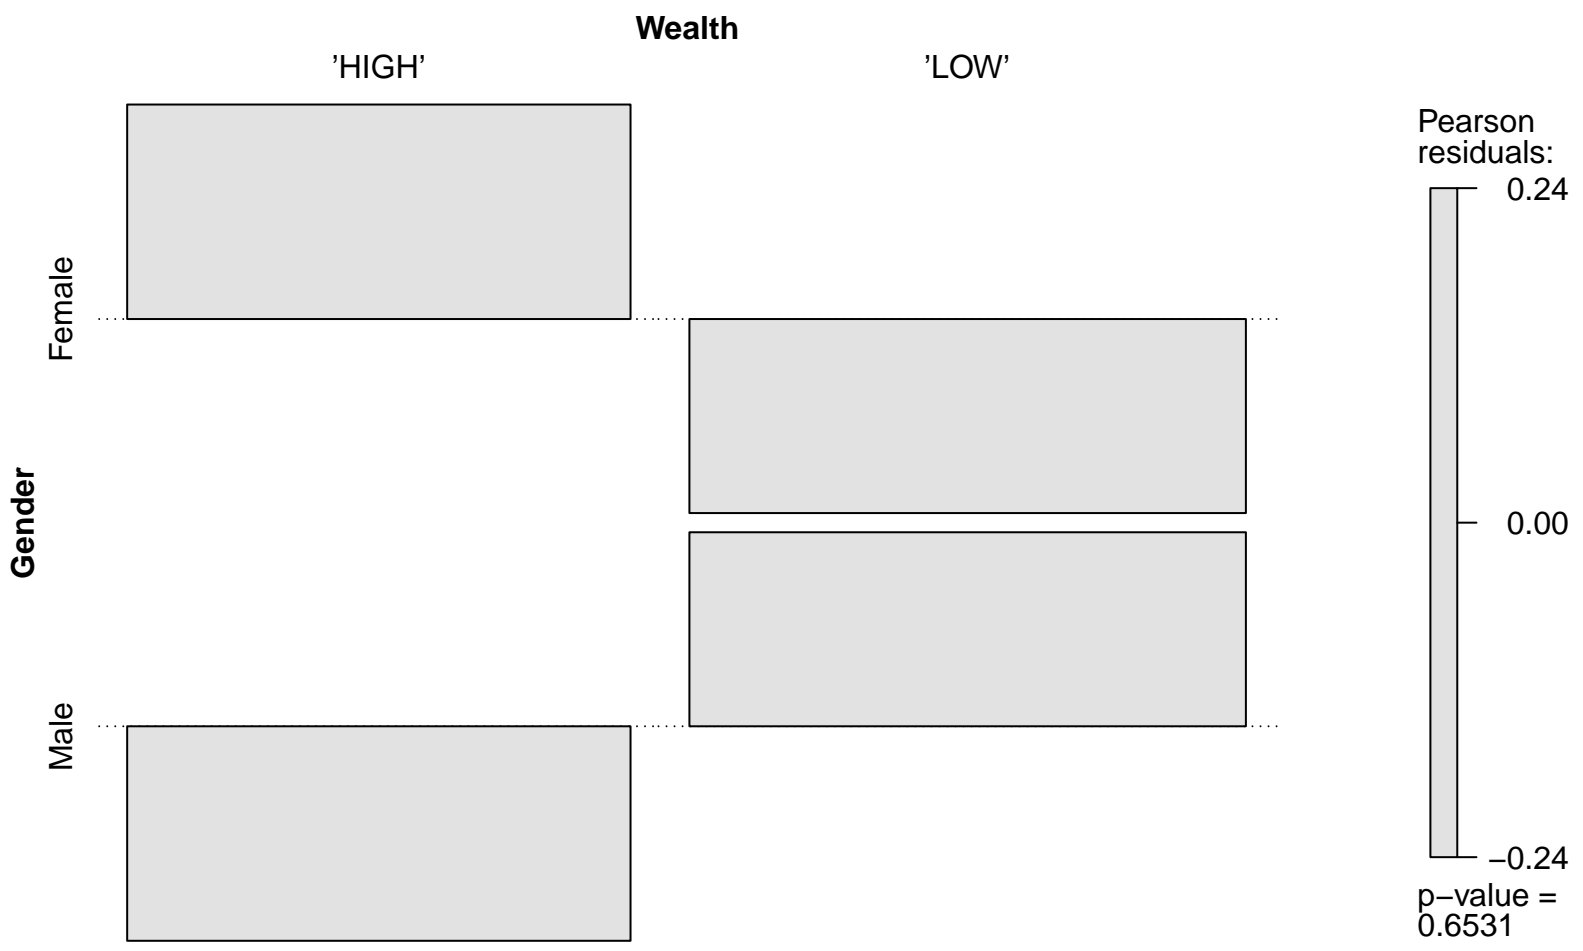 Wealth
’HIGH’ ’LOW’
Gender
Female
Male
Pearson
residuals:
0.24
0.00
−0.24
p−value =
0.6531